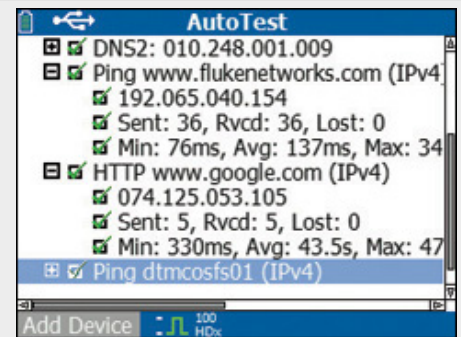 AutoTest
DNS2: 010.248.001.009
Ping www.flukenetworks.com (IPv4
192.065.040.154
Sent: 36, Rvcd: 36, Lost: 0
Min: 76ms, Avg: 137ms, Max: 34
HTTP www.google.com (IPv4)
074.125.053.105
Sent: 5, Rvcd: 5, Lost: 0
Min: 330ms, Avg: 43.5s, Max: 47
Ping dtmcosfs01 (IPv4)
Add Device
100
HDx